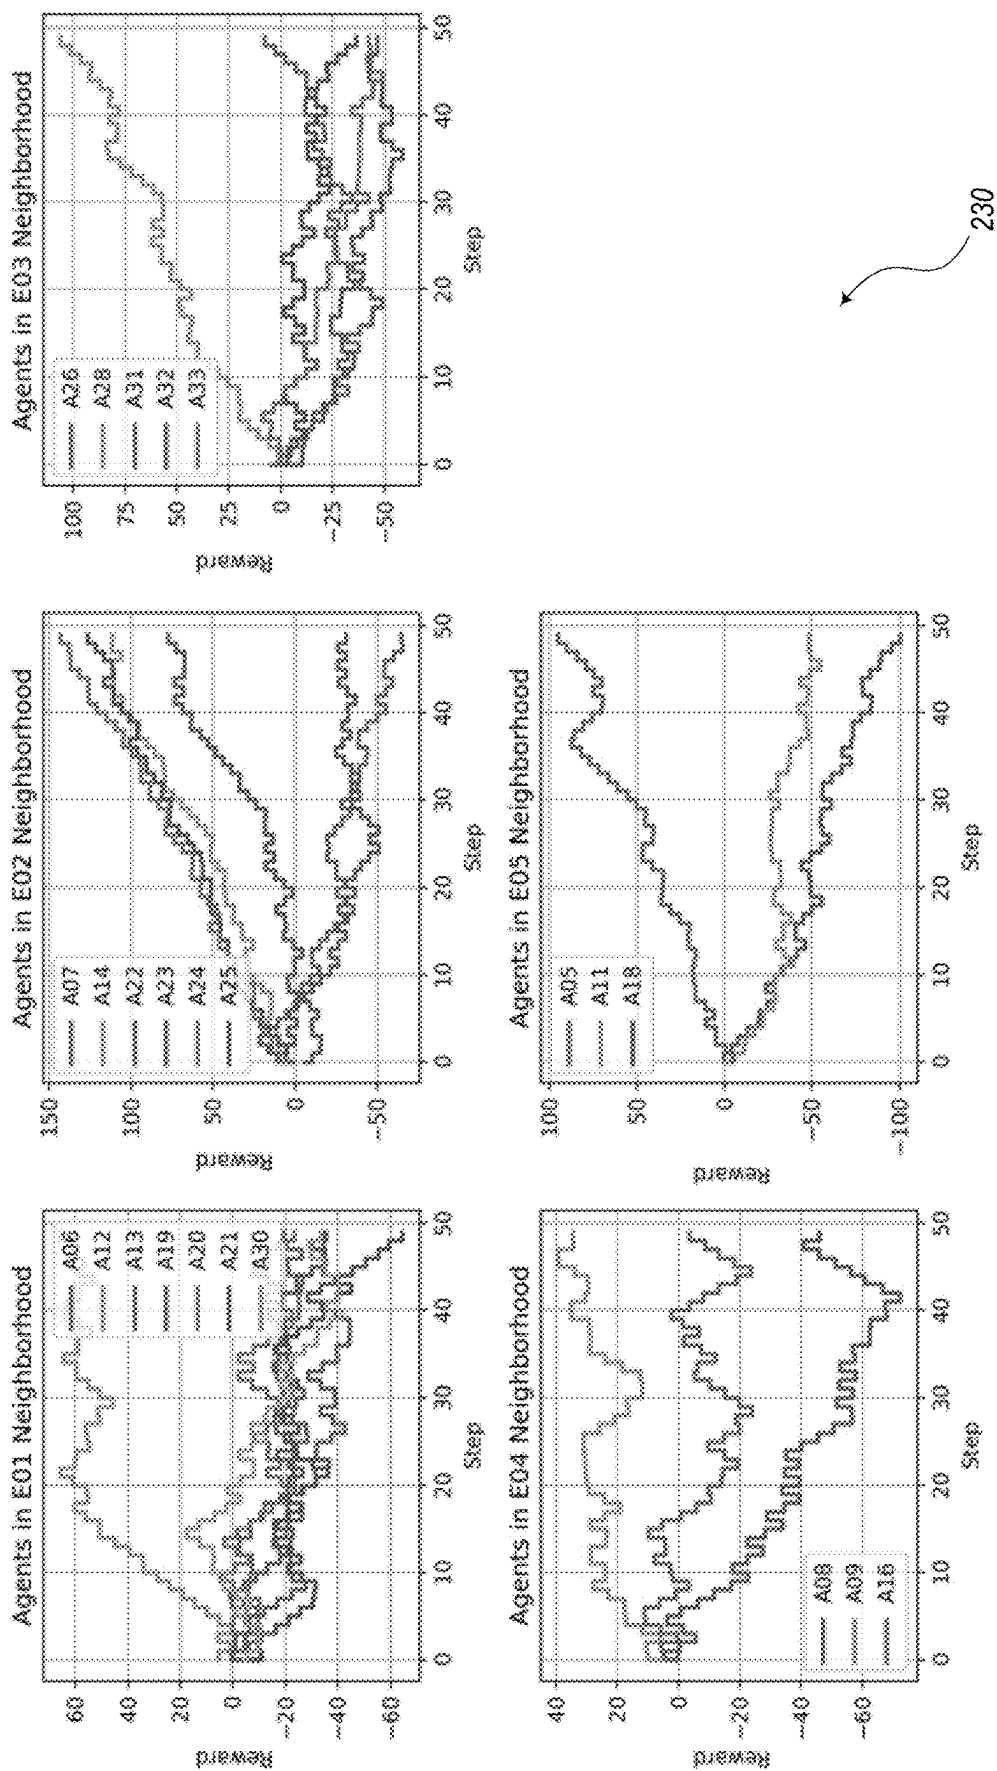 Agents in E01 Neighborhood
Reward
60
40
20
0
−20
−40
−60
A06
A12
A13
A19
A20
A21
A30
0 10 20 30 40 50
Step
Agents in E02 Neighborhood
Reward
150
100
50
0
−50
A07
A14
A22
A23
A24
A25
0 10 20 30 40 50
Step
Agents in E03 Neighborhood
Reward
100
75
50
25
0
−25
−50
A26
A28
A31
A32
A33
0 10 20 30 40 50
Step
Agents in E04 Neighborhood
Reward
40
20
0
−20
−40
−60
A08
A09
A16
0 10 20 30 40 50
Step
Agents in E05 Neighborhood
Reward
100
50
0
−50
−100
A05
A11
A18
0 10 20 30 40 50
Step
230